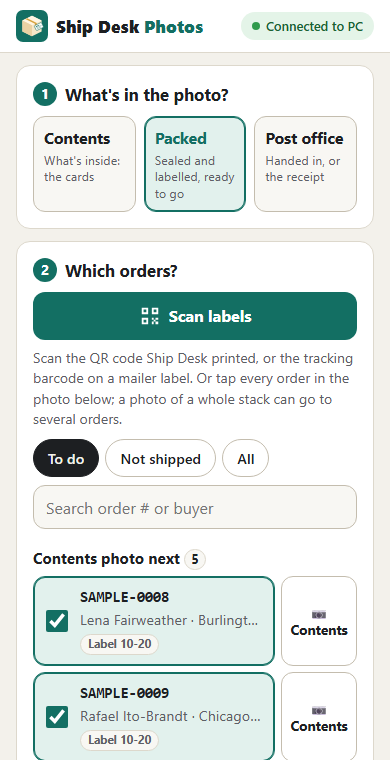 Ship Desk Photos
Connected to PC
1 What's in the photo?
Contents
What's inside:
the cards
Packed
Sealed and
labelled, ready
to go
Post office
Handed in, or
the receipt
2 Which orders?
Scan labels
Scan the QR code Ship Desk printed, or the tracking
barcode on a mailer label. Or tap every order in the
photo below; a photo of a whole stack can go to
several orders.
To do
Not shipped
All
Search order # or buyer
Contents photo next 5
SAMPLE-0008
Lena Fairweather · Burlingt...
Label 10-20
Contents
SAMPLE-0009
Rafael Ito-Brandt · Chicago...
Label 10-20
Contents